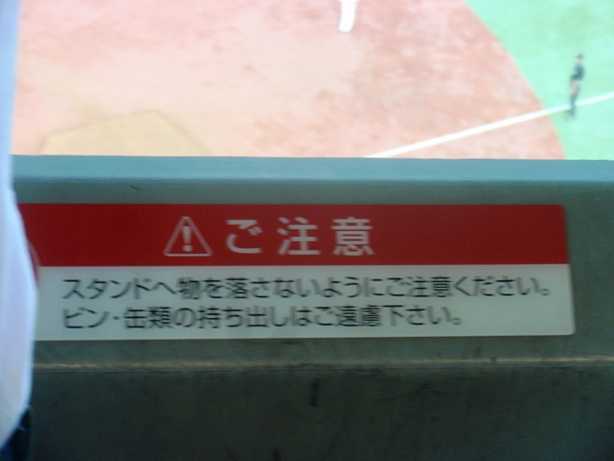 ご注意
スタンドへ物を落さないようにご注意ください。
ビン・缶類の持ち出しはご遠慮下さい。